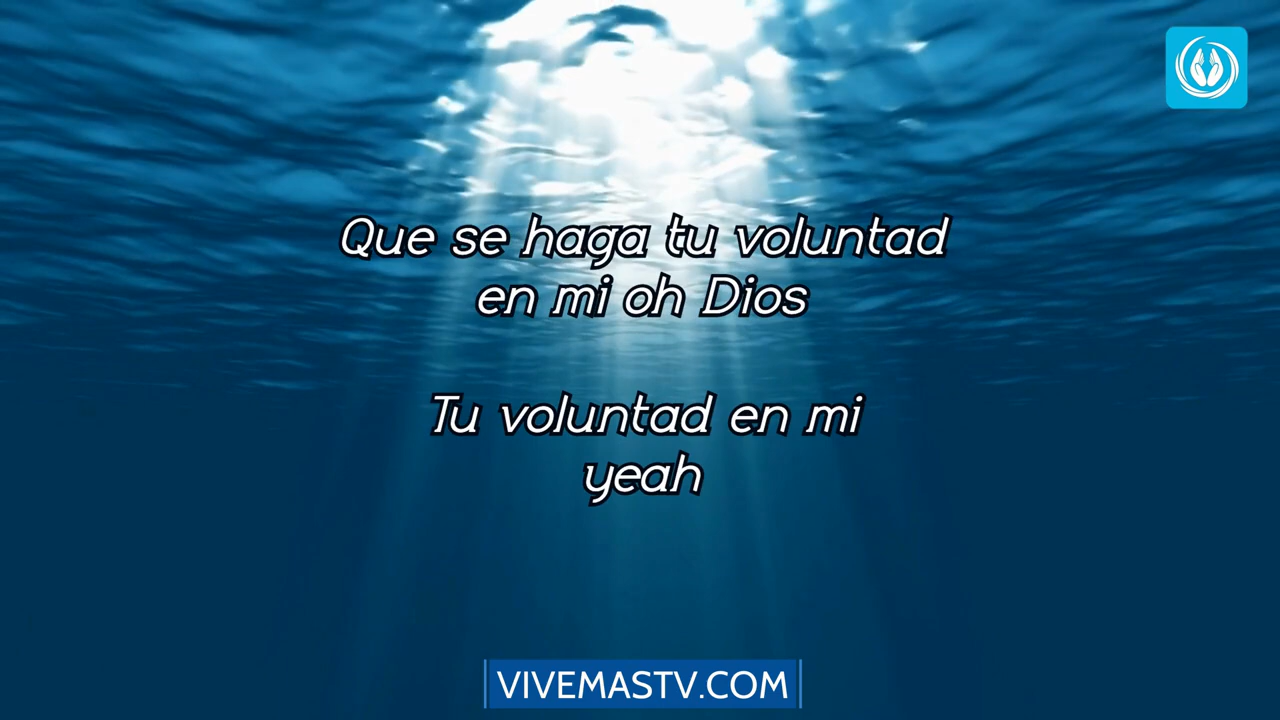 Que se haga tu voluntad
en mi oh Dios
Tu voluntad en mi
yeah
VIVEMASTV.COM